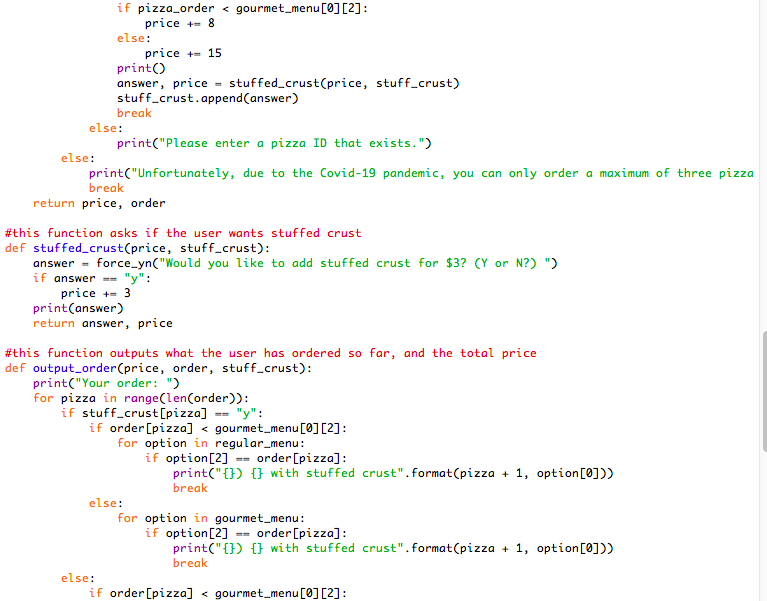 if pizza_order < gourmet_menu[0][2]:
price += 8
else:
price += 15
print()
answer, price = stuffed_crust(price, stuff_crust)
stuff_crust.append(answer)
break
else:
print("Please enter a pizza ID that exists.")
else:
print("Unfortunately, due to the Covid-19 pandemic, you can only order a maximum of three pizza
break
return price, order
#this function asks if the user wants stuffed crust
def stuffed_crust(price, stuff_crust):
answer = force_yn("Would you like to add stuffed crust for $3? (Y or N?) ")
if answer == "y":
price += 3
print(answer)
return answer, price
#this function outputs what the user has ordered so far, and the total price
def output_order(price, order, stuff_crust):
print("Your order: ")
for pizza in range(len(order)):
if stuff_crust[pizza] == "y":
if order[pizza] < gourmet_menu[0][2]:
for option in regular_menu:
if option[2] == order[pizza]:
print("{}) {} with stuffed crust".format(pizza + 1, option[0]))
break
else:
for option in gourmet_menu:
if option[2] == order[pizza]:
print("{}) {} with stuffed crust".format(pizza + 1, option[0]))
break
else:
if order[pizza] < gourmet_menu[0][2]: